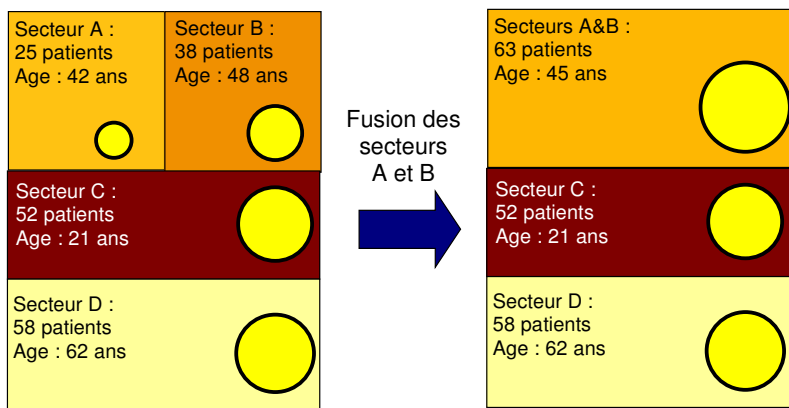 Secteur A :
25 patients
Age : 42 ans
Secteur B :
38 patients
Age : 48 ans
Secteur C :
52 patients
Age : 21 ans
Secteur D :
58 patients
Age : 62 ans
Fusion des
secteurs
A et B
Secteurs A&B :
63 patients
Age : 45 ans
Secteur C :
52 patients
Age : 21 ans
Secteur D :
58 patients
Age : 62 ans